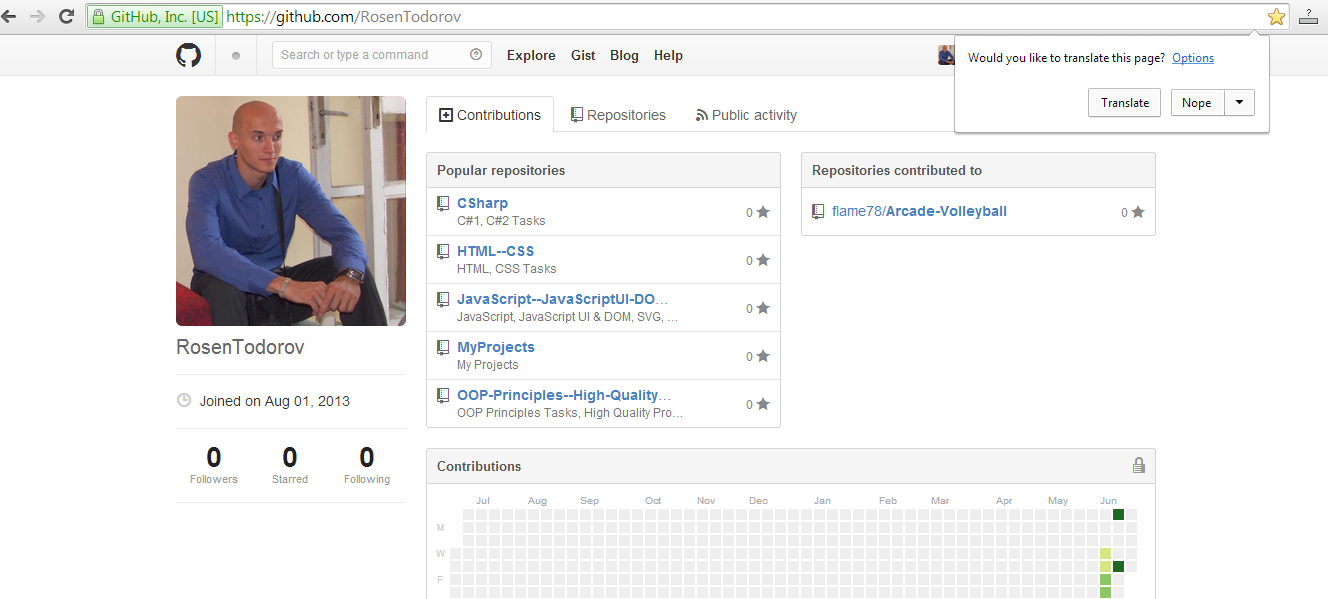 GitHub, Inc. [US] https://github.com/RosenTodorov
Search or type a command
Explore Gist Blog Help
Would you like to translate this page? Options
Translate Nope
Contributions Repositories Public activity
Popular repositories
CSharp
C#1, C#2 Tasks
0
HTML--CSS
HTML, CSS Tasks
0
JavaScript--JavaScriptUI-DO…
JavaScript, JavaScript UI & DOM, SVG, …
0
MyProjects
My Projects
0
OOP-Principles--High-Quality…
OOP Principles Tasks, High Quality Pro…
0
Repositories contributed to
flame78/Arcade-Volleyball
0
RosenTodorov
Joined on Aug 01, 2013
0 0 0
Followers Starred Following
Contributions
Jul Aug Sep Oct Nov Dec Jan Feb Mar Apr May Jun
M
W
F